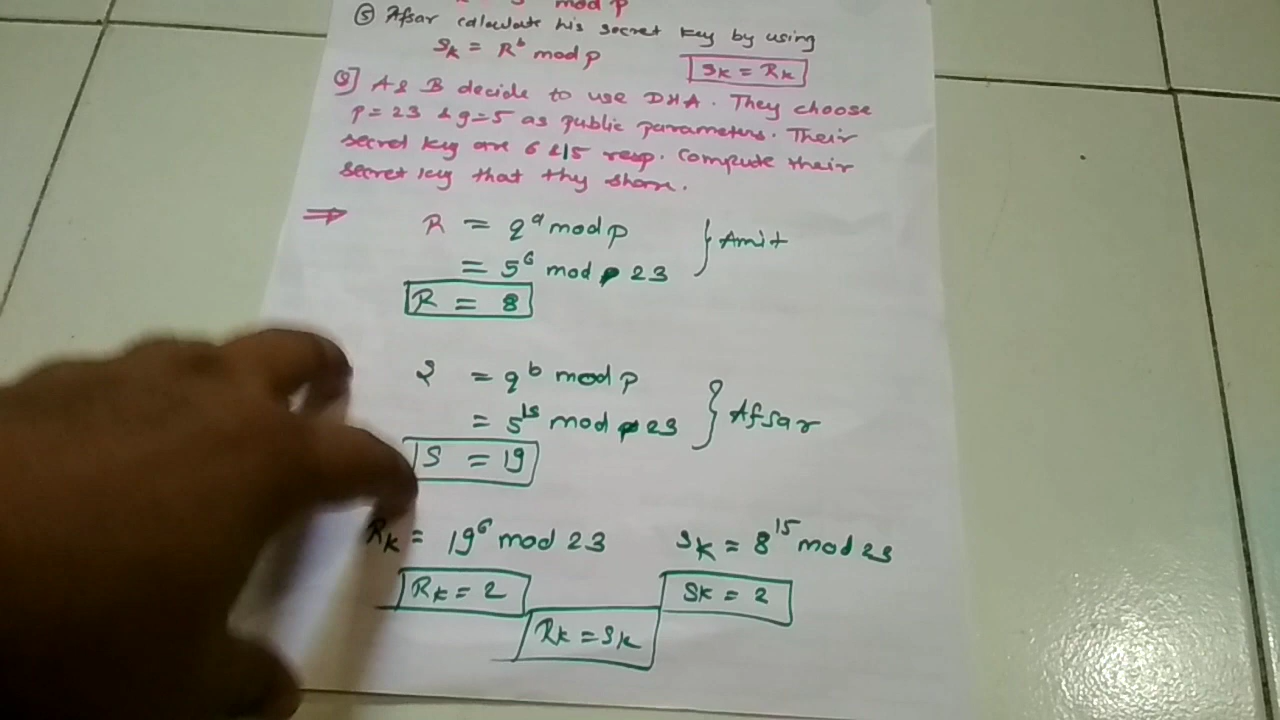 mod p
⑤ Afsar calculate his secret key by using
Sk = R^b mod p Sk = Rk
Q] A & B decide to use DHA. They choose
p = 23 & g = 5 as public parameters. Their
secret key are 6 & 15 resp. Compute their
secret key that thy share.
⇒ R = g^a mod p } Amit
= 5^6 mod p 23
R = 8
S = g^b mod p
= 5^15 mod p 23 } Afsar
S = 19
Rk = 19^6 mod 23 Sk = 8^15 mod 23
Rk = 2 Sk = 2
Rk = Sk